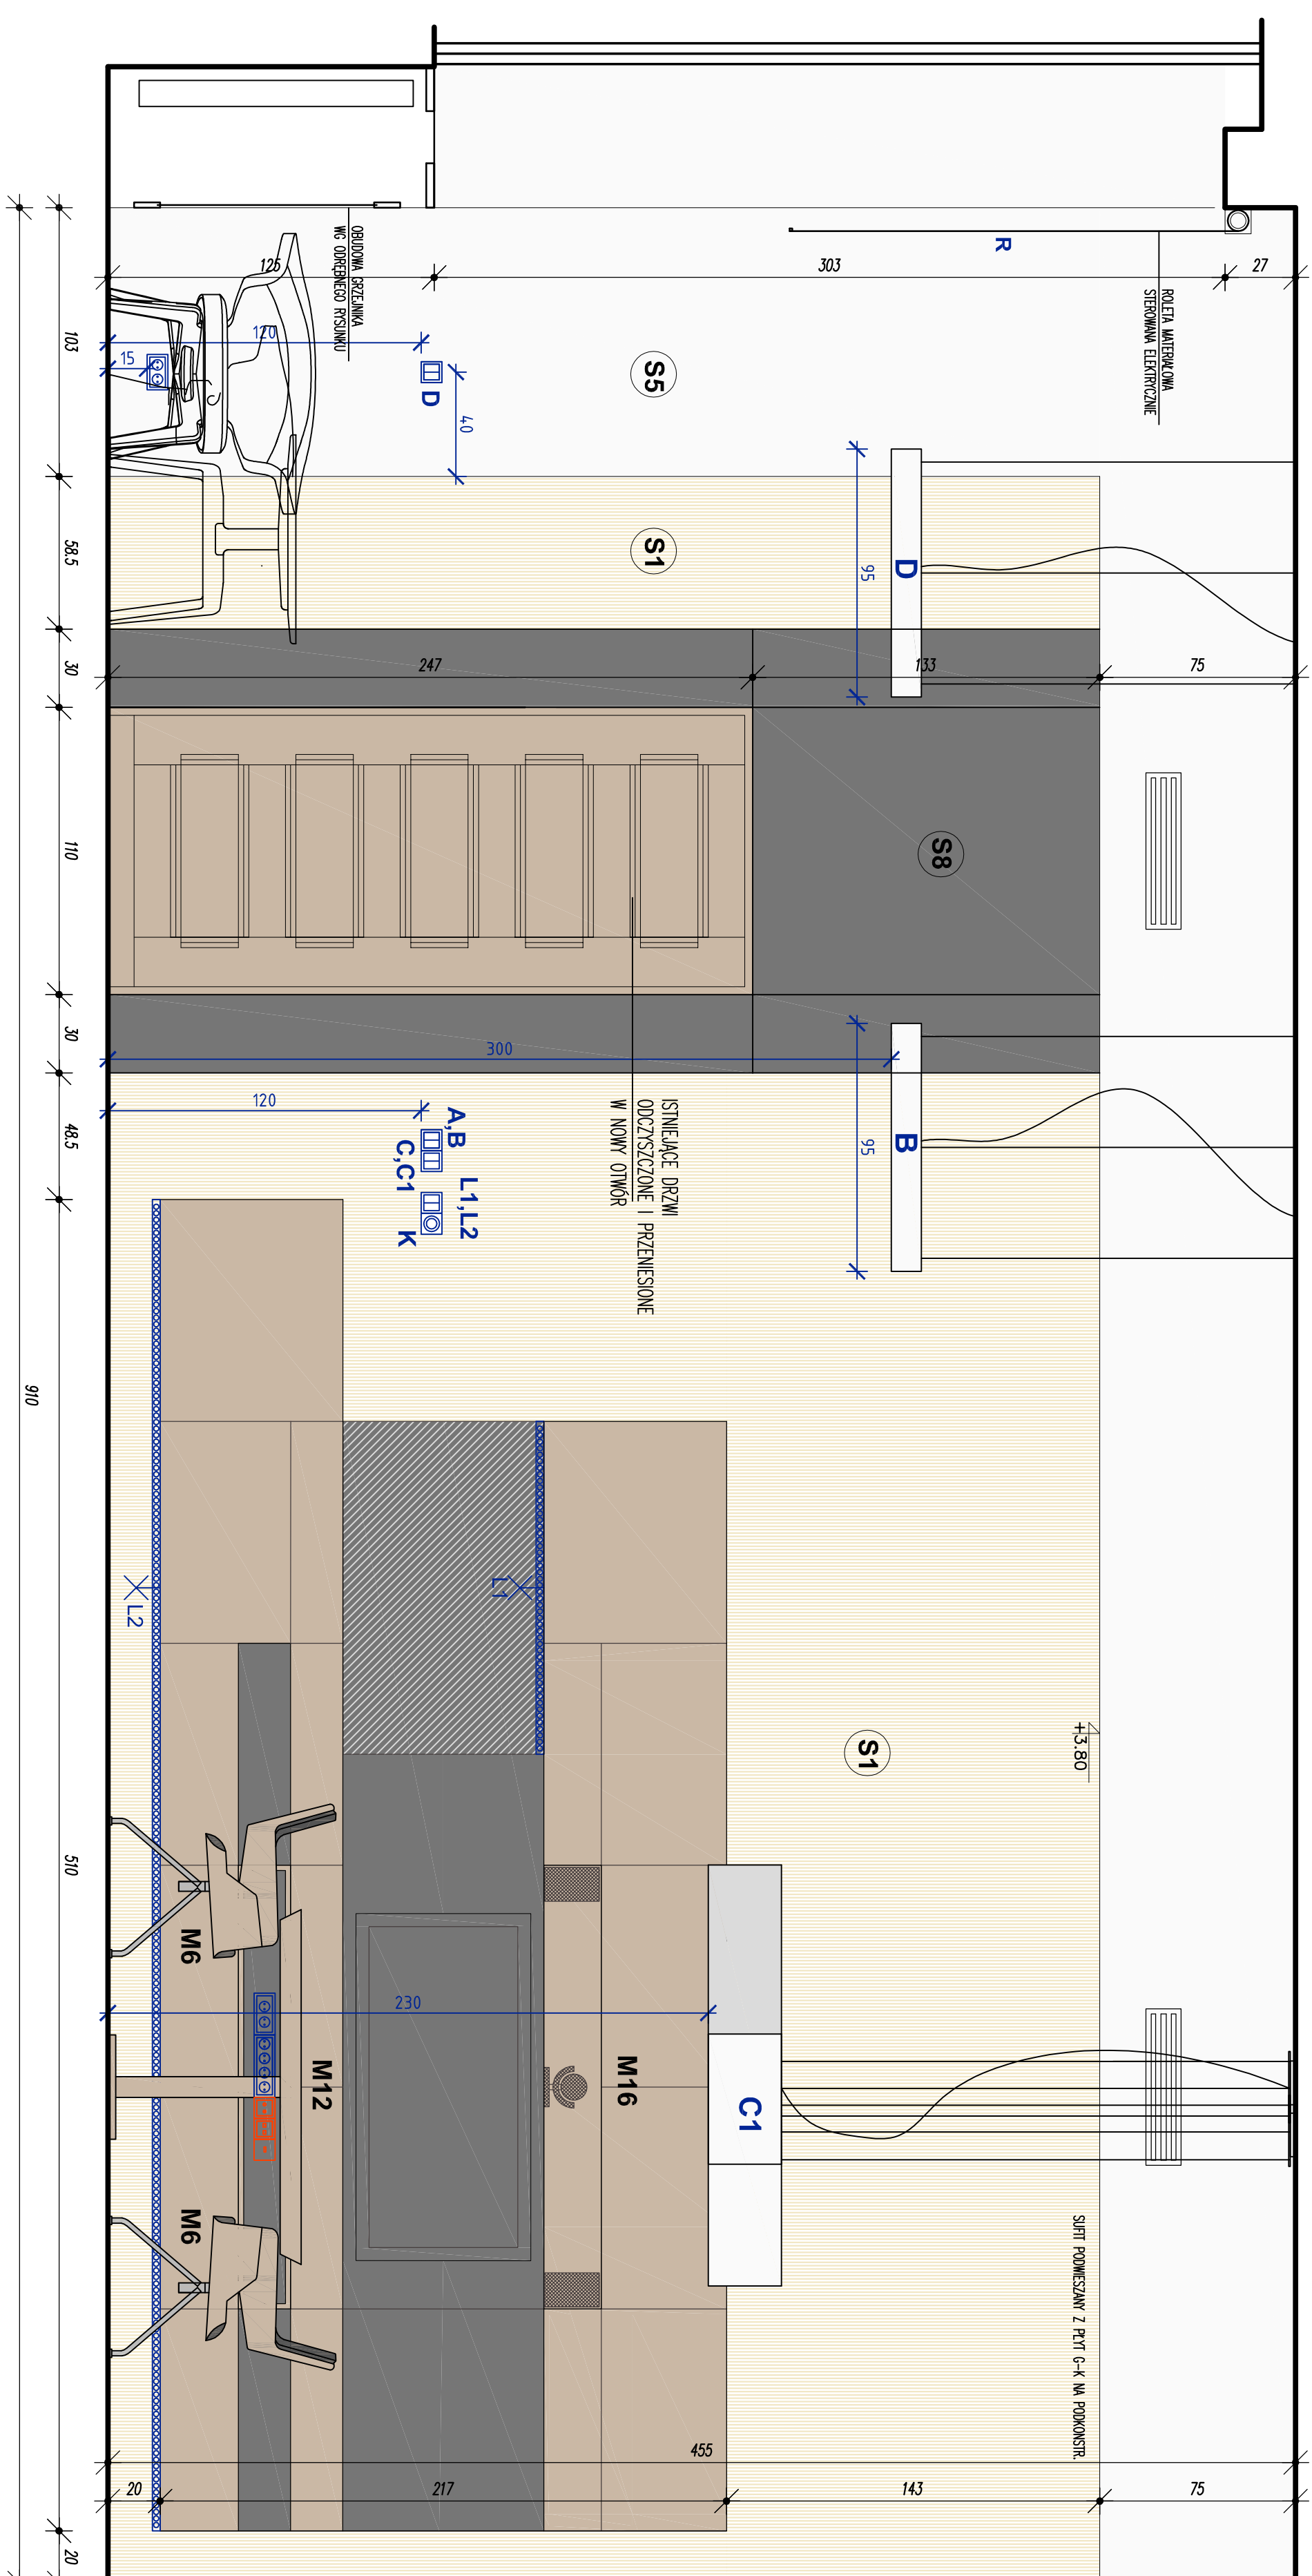 R
ROLETA MATERIAŁOWA
STEROWANA ELEKTRYCZNIE
OBUDOWA GRZEJNIKA
WG ODRĘBNEGO RYSUNKU
125
303
27
120
15
D
40
S5
S1
95
D
247
133
75
S8
300
120
A,B
C,C1
L1,L2
K
ISTNIEJĄCE DRZWI
ODCZYSZCZONE I PRZENIESIONE
W NOWY OTWÓR
95
B
L1
L2
S1
+3.80
M6
M12
M6
M16
230
C1
SUFIT PODWIESZANY Z PŁYT G-K NA PODKONSTR.
455
20
217
143
75
103
58.5
30
110
30
48.5
510
20
910